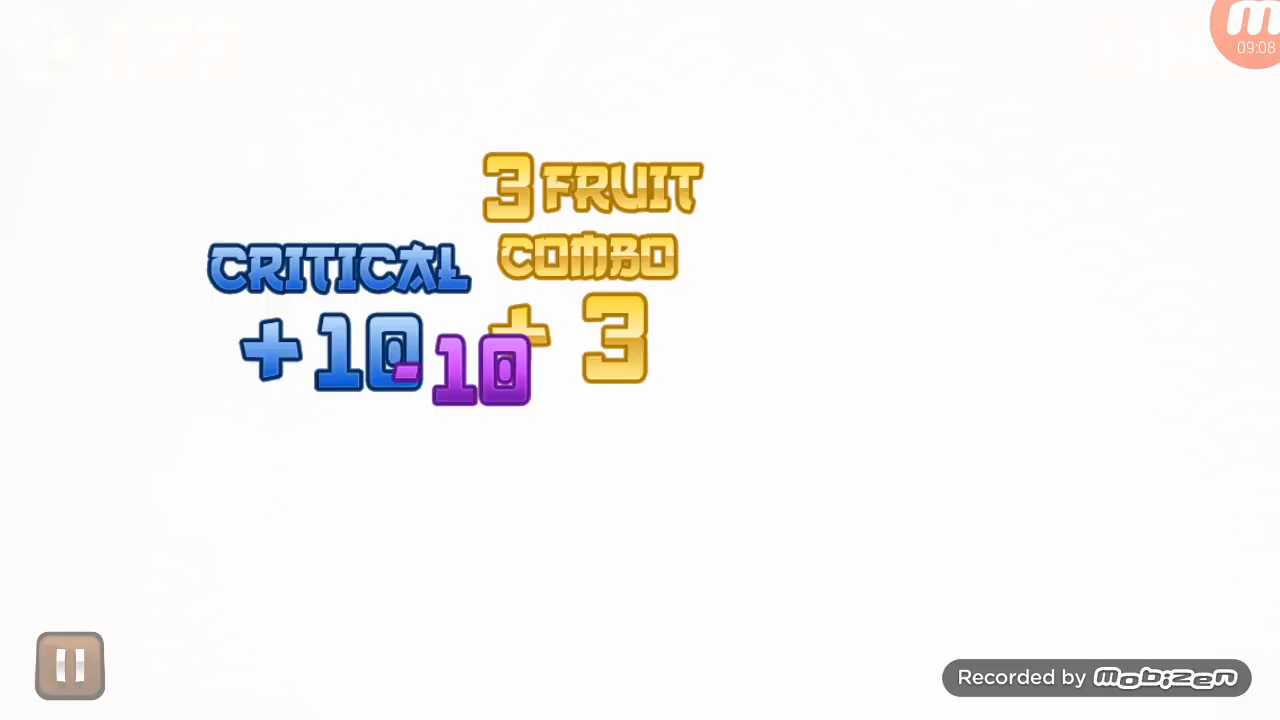 m
09:08
3 FRUIT
COMBO
+ 3
CRITICAL
+10
-10
Recorded by mobizen